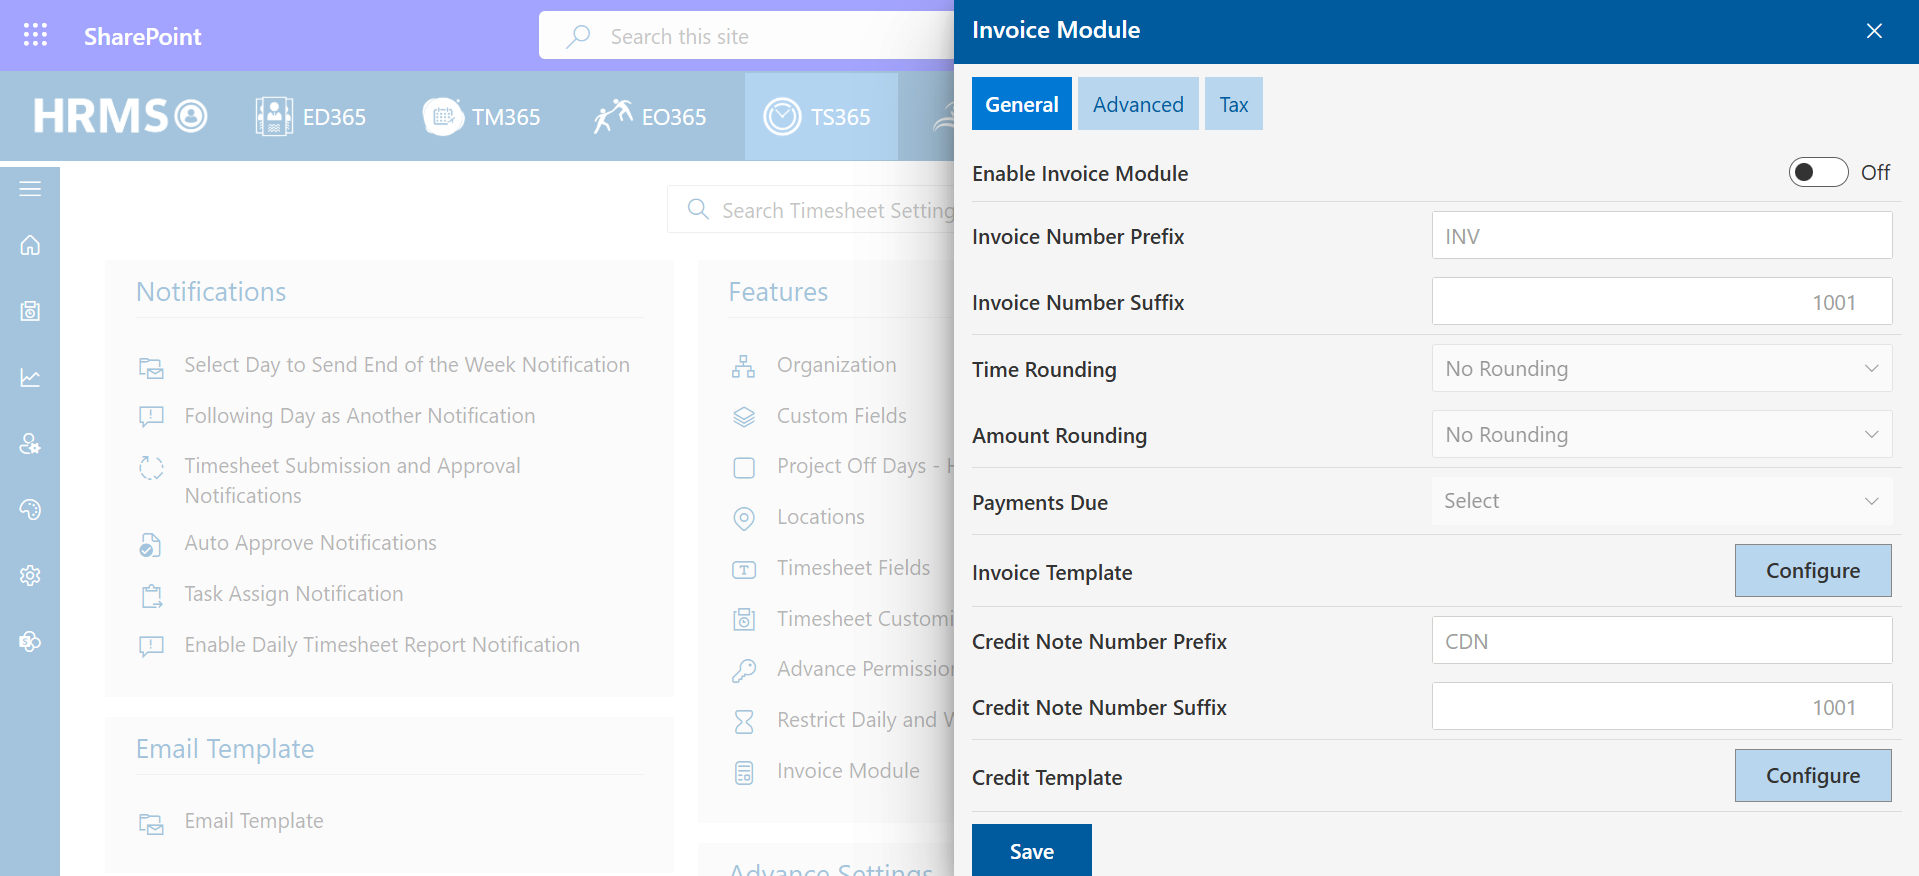 SharePoint
Search this site
HRMS
ED365
TM365
EO365
TS365
Search Timesheet Setting
Notifications
Select Day to Send End of the Week Notification
Following Day as Another Notification
Timesheet Submission and Approval
Notifications
Auto Approve Notifications
Task Assign Notification
Enable Daily Timesheet Report Notification
Email Template
Email Template
Features
Organization
Custom Fields
Project Off Days -
Locations
Timesheet Fields
Timesheet Customi
Advance Permission
Restrict Daily and W
Invoice Module
Advance Settings
Invoice Module
General
Advanced
Tax
Enable Invoice Module
Off
Invoice Number Prefix
INV
Invoice Number Suffix
1001
Time Rounding
No Rounding
Amount Rounding
No Rounding
Payments Due
Select
Invoice Template
Configure
Credit Note Number Prefix
CDN
Credit Note Number Suffix
1001
Credit Template
Configure
Save